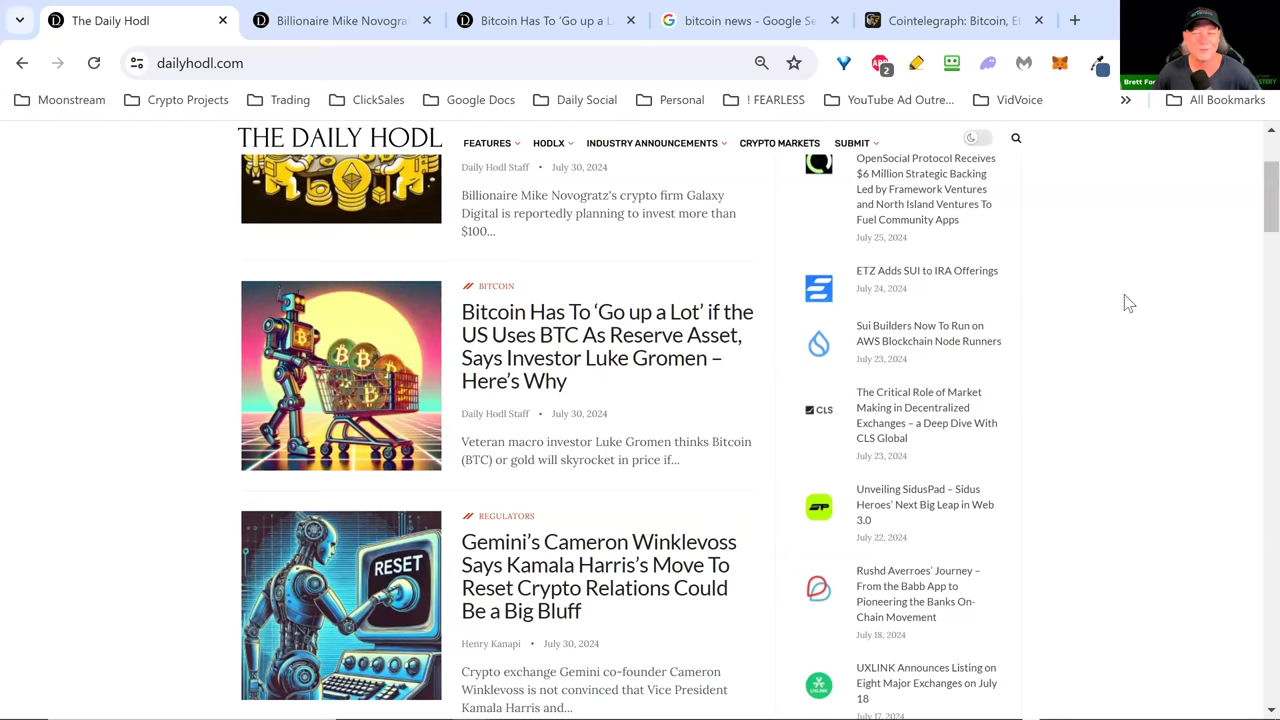 The Daily Hodl
Billionaire Mike Novogra
Bitcoin Has To 'Go up a L
bitcoin news - Google Se
Cointelegraph: Bitcoin, Et
dailyhodl.com
2
Brett For
Moonstream
Crypto Projects
Trading
ClickSales
Google Docs
Daily Social
Personal
! FEARLESS
YouTube Ad Outre...
VidVoice
All Bookmarks
THE DAILY HODL
FEATURES
HODLX
INDUSTRY ANNOUNCEMENTS
CRYPTO MARKETS
SUBMIT
Daily Hodl Staff • July 30, 2024
Billionaire Mike Novogratz's crypto firm Galaxy
Digital is reportedly planning to invest more than
$100...
BITCOIN
Bitcoin Has To ‘Go up a Lot’ if the
US Uses BTC As Reserve Asset,
Says Investor Luke Gromen –
Here’s Why
Daily Hodl Staff • July 30, 2024
Veteran macro investor Luke Gromen thinks Bitcoin
(BTC) or gold will skyrocket in price if...
RESET
REGULATORS
Gemini’s Cameron Winklevoss
Says Kamala Harris’s Move To
Reset Crypto Relations Could
Be a Big Bluff
Henry Kanapi • July 30, 2024
Crypto exchange Gemini co-founder Cameron
Winklevoss is not convinced that Vice President
Kamala Harris and...
OpenSocial Protocol Receives
$6 Million Strategic Backing
Led by Framework Ventures
and North Island Ventures To
Fuel Community Apps
July 25, 2024
ETZ Adds SUI to IRA Offerings
July 24, 2024
Sui Builders Now To Run on
AWS Blockchain Node Runners
July 23, 2024
CLS
The Critical Role of Market
Making in Decentralized
Exchanges – a Deep Dive With
CLS Global
July 23, 2024
SP
Unveiling SidusPad – Sidus
Heroes’ Next Big Leap in Web
3.0
July 22, 2024
Rushd Averroes’ Journey –
From the Babb App to
Pioneering the Banks On-
Chain Movement
July 18, 2024
UXLINK
UXLINK Announces Listing on
Eight Major Exchanges on July
18
July 17, 2024